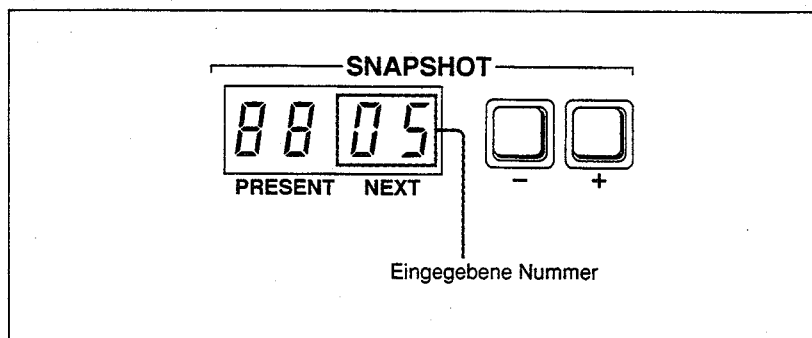 SNAPSHOT
88 05
PRESENT NEXT
- +
Eingegebene Nummer